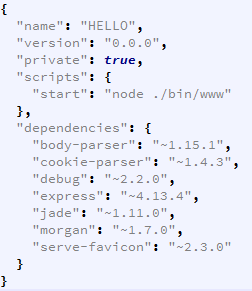 {
  "name": "HELLO",
  "version": "0.0.0",
  "private": true,
  "scripts": {
    "start": "node ./bin/www"
  },
  "dependencies": {
    "body-parser": "~1.15.1",
    "cookie-parser": "~1.4.3",
    "debug": "~2.2.0",
    "express": "~4.13.4",
    "jade": "~1.11.0",
    "morgan": "~1.7.0",
    "serve-favicon": "~2.3.0"
  }
}